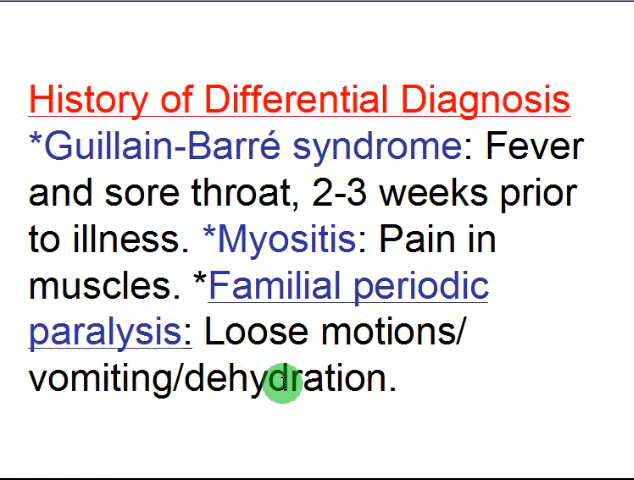 History of Differential Diagnosis
*Guillain-Barré syndrome: Fever
and sore throat, 2-3 weeks prior
to illness. *Myositis: Pain in
muscles. *Familial periodic
paralysis: Loose motions/
vomiting/dehydration.